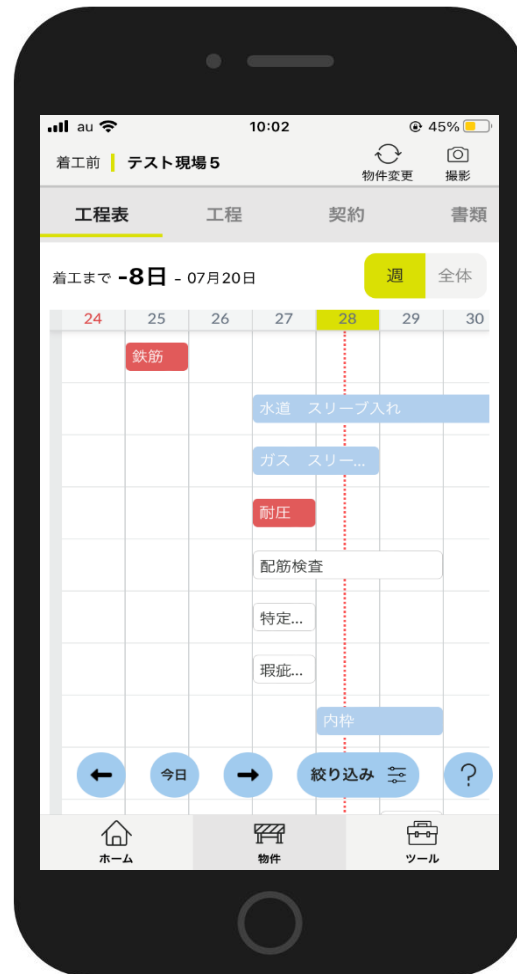 au 10:02 45%
着工前 テスト現場5 物件変更 撮影
工程表 工程 契約 書類
着工まで -8日 - 07月20日 週 全体
24 25 26 27 28 29 30
鉄筋
水道 スリーブ入れ
ガス スリー...
耐圧
配筋検査
特定...
瑕疵...
内枠
今日 絞り込み ?
ホーム 物件 ツール